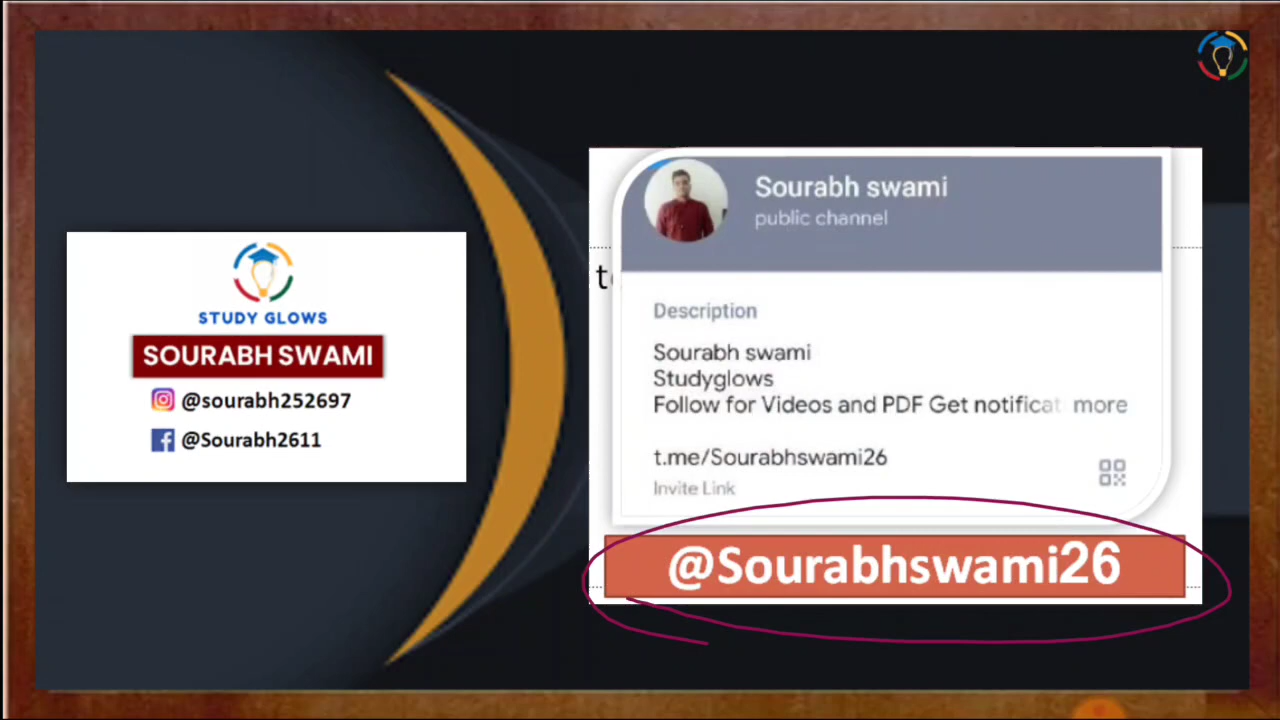 STUDY GLOWS
SOURABH SWAMI
@sourabh252697
@Sourabh2611
Sourabh swami
public channel
Description
Sourabh swami
Studyglows
Follow for Videos and PDF Get notificat more
t.me/Sourabhswami26
Invite Link
@Sourabhswami26